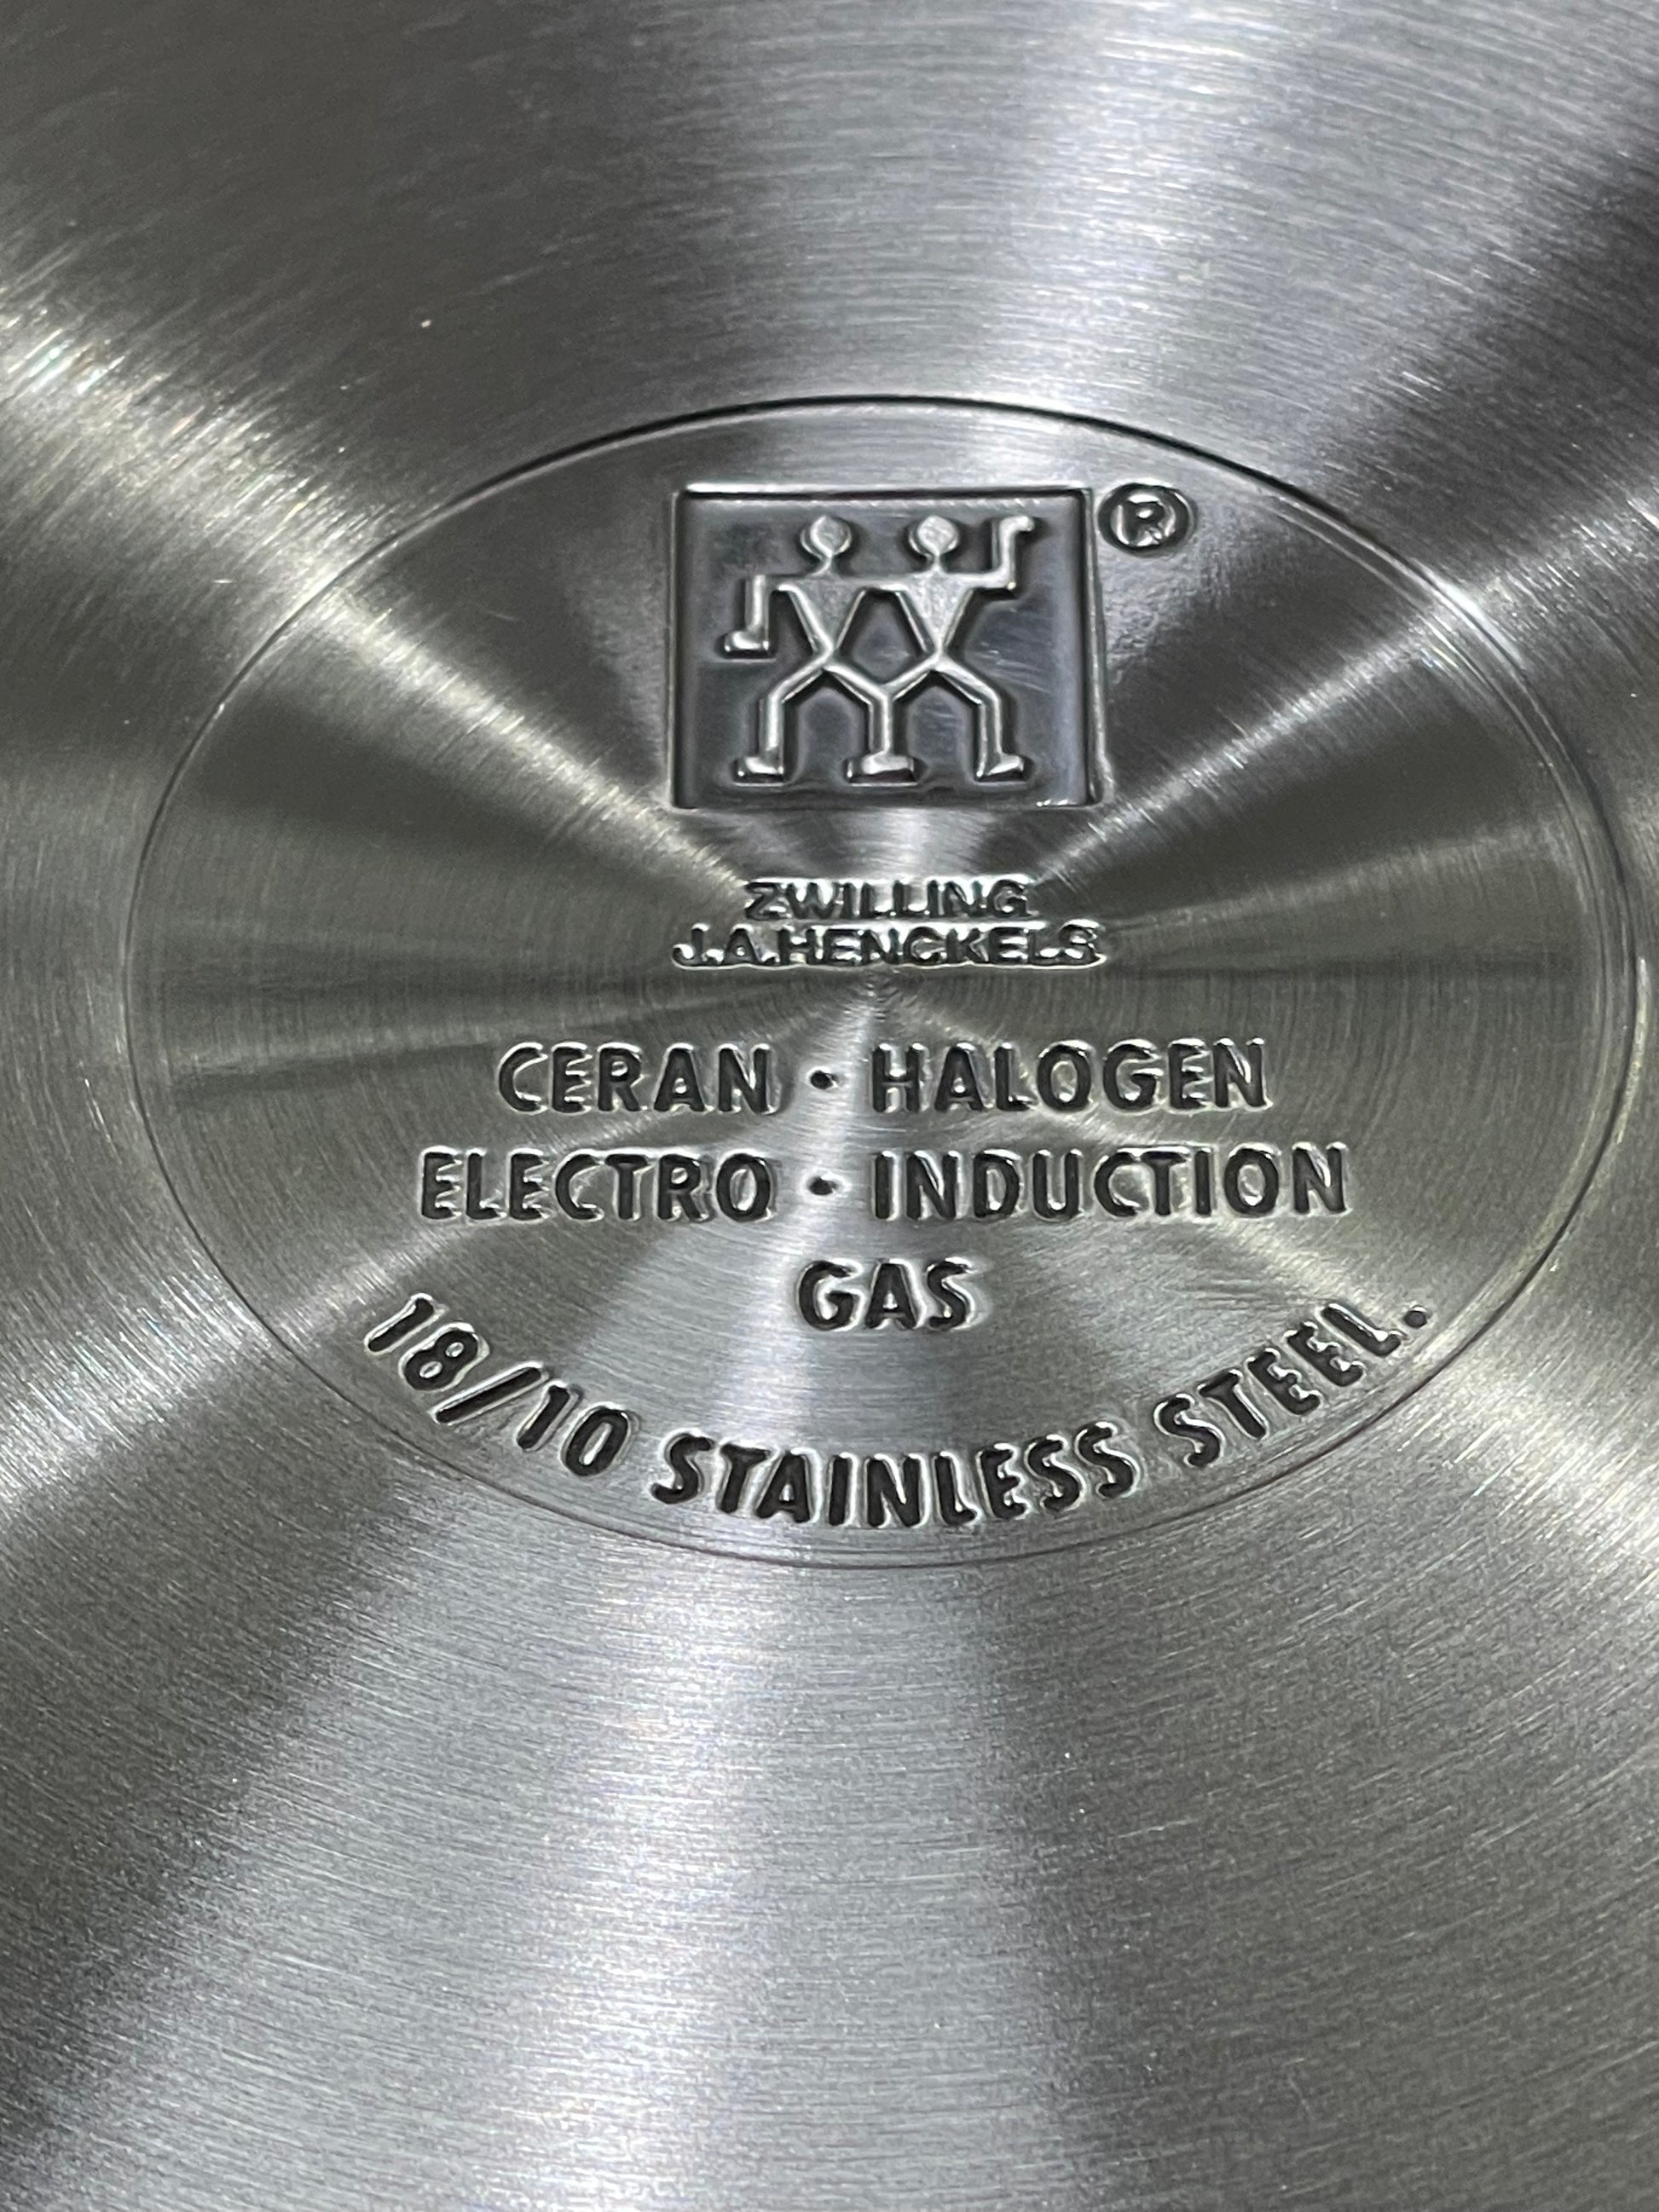 ®
ZWILLING
J.A.HENCKELS
CERAN · HALOGEN
ELECTRO · INDUCTION
GAS
18/10 STAINLESS STEEL.